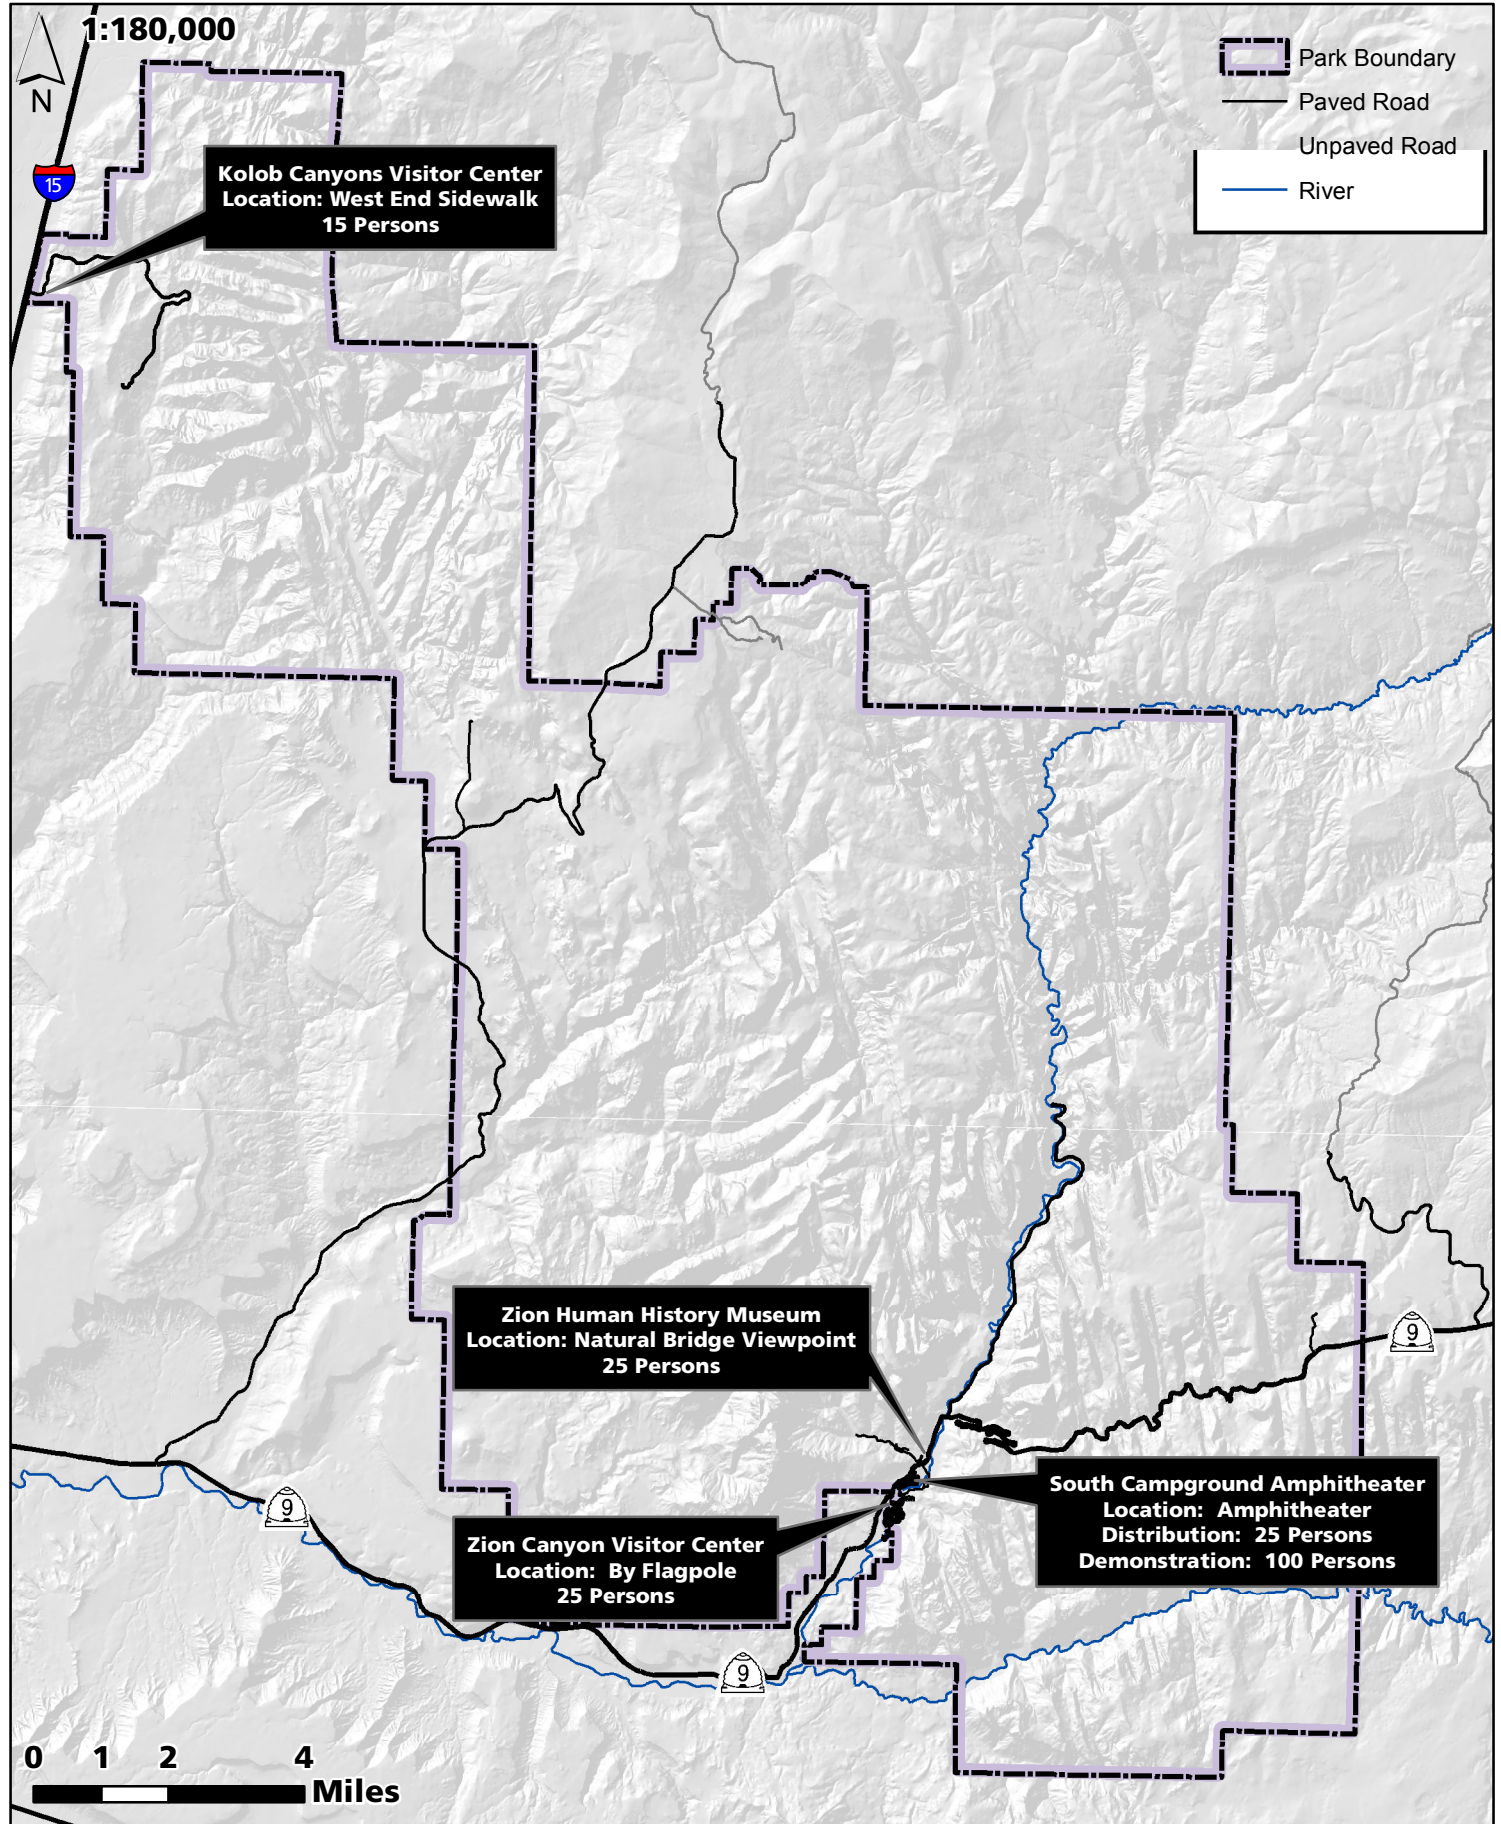 1:180,000
N
Park Boundary
Paved Road
Unpaved Road
River
15
Kolob Canyons Visitor Center
Location: West End Sidewalk
15 Persons
Zion Human History Museum
Location: Natural Bridge Viewpoint
25 Persons
9
South Campground Amphitheater
Location: Amphitheater
Distribution: 25 Persons
Demonstration: 100 Persons
9
Zion Canyon Visitor Center
Location: By Flagpole
25 Persons
9
0 1 2 4
Miles